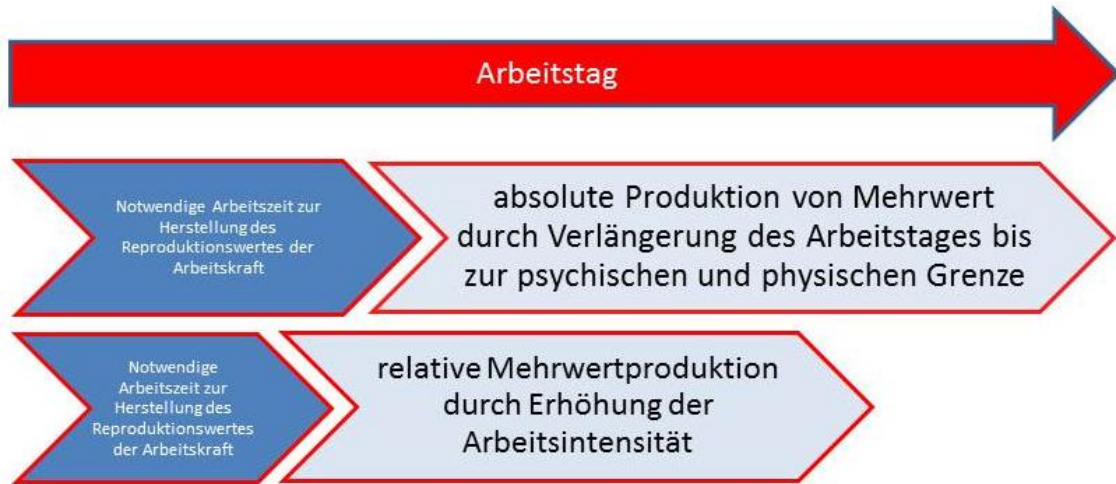 Arbeitstag
Notwendige Arbeitszeit zur
Herstellung des
Reproduktionswertes der
Arbeitskraft
absolute Produktion von Mehrwert
durch Verlängerung des Arbeitstages bis
zur psychischen und physischen Grenze
Notwendige
Arbeitszeit zur
Herstellung des
Reproduktionswertes
der Arbeitskraft
relative Mehrwertproduktion
durch Erhöhung der
Arbeitsintensität